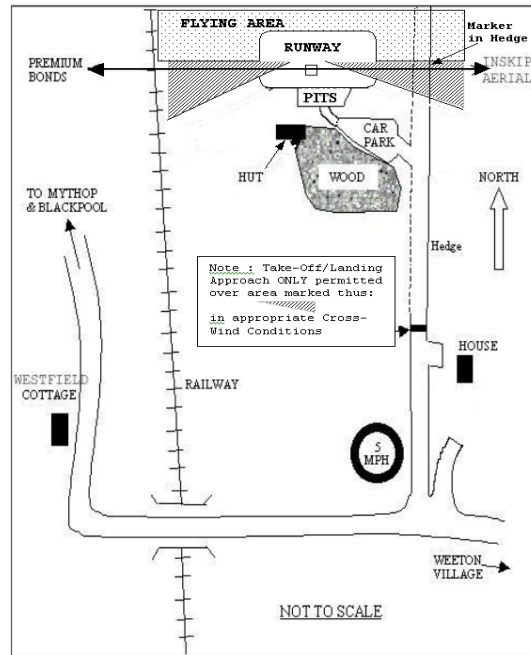 FLYING AREA
Marker
in Hedge
RUNWAY
PREMIUM
BONDS
INSKIP
AERIAL
PITS
CAR
PARK
HUT
WOOD
TO MYTHOP
& BLACKPOOL
NORTH
Hedge
Note : Take-Off/Landing
Approach ONLY permitted
over area marked thus:
in appropriate Cross-
Wind Conditions
HOUSE
WESTFIELD
COTTAGE
RAILWAY
5
MPH
WEETON
VILLAGE
NOT TO SCALE